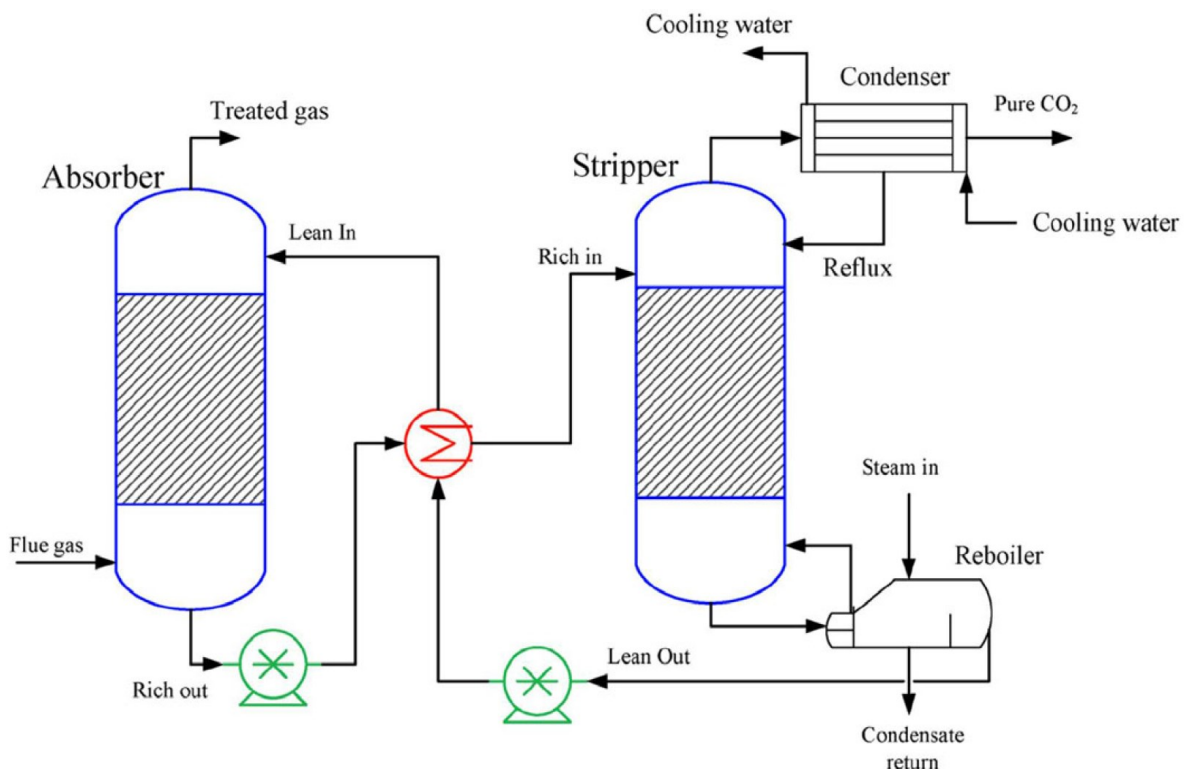 Cooling water
Condenser
Pure CO₂
Treated gas
Absorber
Stripper
Lean In
Cooling water
Rich in
Reflux
Steam in
Flue gas
Reboiler
Lean Out
Rich out
Condensate
return